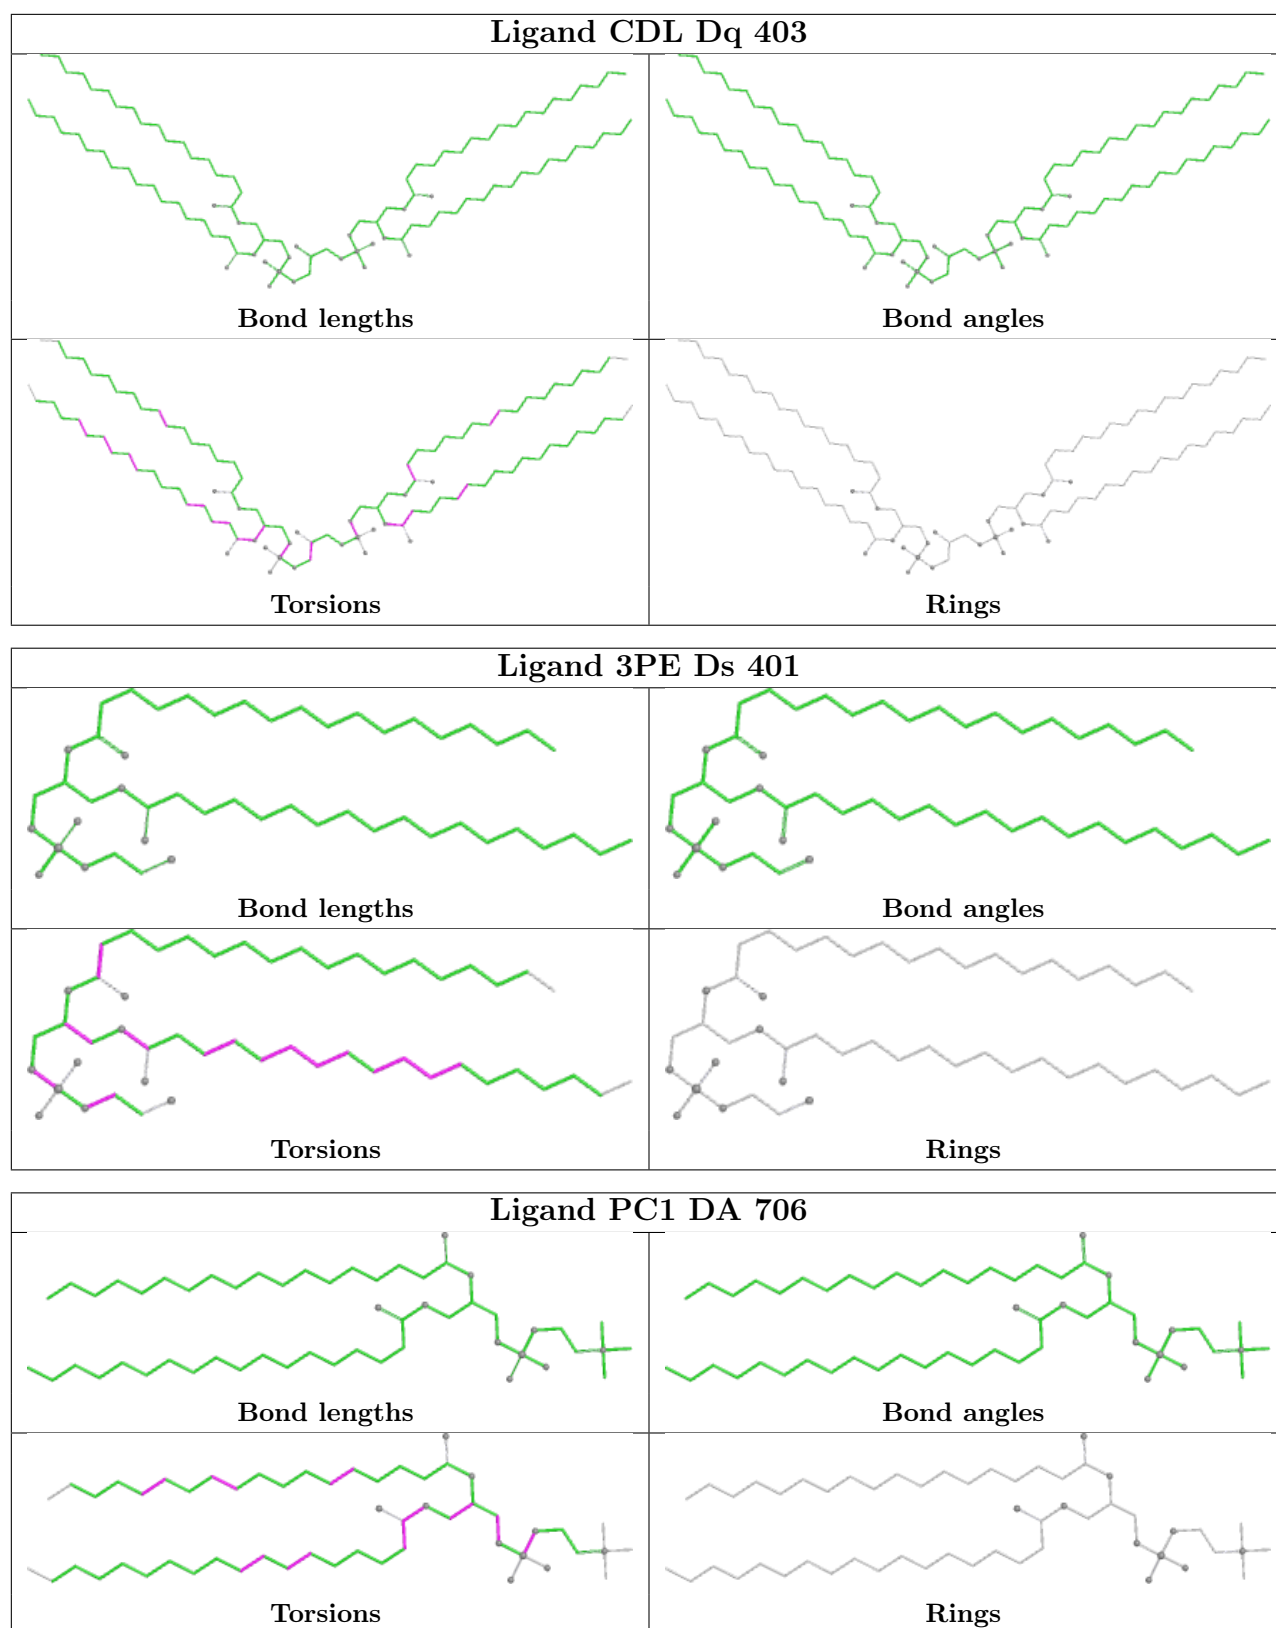 Ligand CDL Dq 403
Bond lengths
Bond angles
Torsions
Rings
Ligand 3PE Ds 401
Bond lengths
Bond angles
Torsions
Rings
Ligand PC1 DA 706
Bond lengths
Bond angles
Torsions
Rings